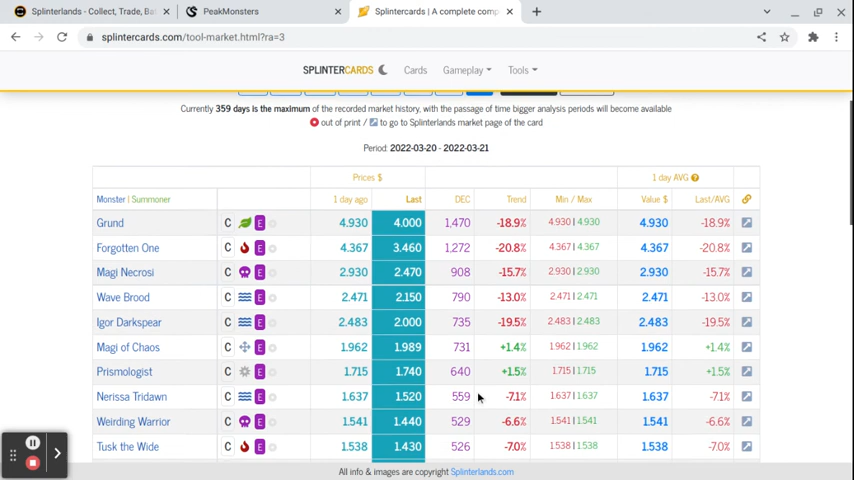 Splinterlands - Collect, Trade, Ba
PeakMonsters
Splintercards | A complete comp
splintercards.com/tool-market.html?ra=3
SPLINTERCARDS Cards Gameplay Tools
Currently 359 days is the maximum of the recorded market history, with the passage of time bigger analysis periods will become available
out of print / to go to Splinterlands market page of the card
Period: 2022-03-20 - 2022-03-21
Prices $ 1 day AVG
Monster | Summoner 1 day ago Last DEC Trend Min / Max Value $ Last/AVG
Grund C E 4.930 4.000 1,470 -18.9% 4.930 | 4.930 4.930 -18.9%
Forgotten One C E 4.367 3.460 1,272 -20.8% 4.367 | 4.367 4.367 -20.8%
Magi Necrosi C E 2.930 2.470 908 -15.7% 2.930 | 2.930 2.930 -15.7%
Wave Brood C E 2.471 2.150 790 -13.0% 2.471 | 2.471 2.471 -13.0%
Igor Darkspear C E 2.483 2.000 735 -19.5% 2.483 | 2.483 2.483 -19.5%
Magi of Chaos C E 1.962 1.989 731 +1.4% 1.962 | 1.962 1.962 +1.4%
Prismologist C E 1.715 1.740 640 +1.5% 1.715 | 1.715 1.715 +1.5%
Nerissa Tridawn C E 1.637 1.520 559 -7.1% 1.637 | 1.637 1.637 -7.1%
Weirding Warrior C E 1.541 1.440 529 -6.6% 1.541 | 1.541 1.541 -6.6%
Tusk the Wide C E 1.538 1.430 526 -7.0% 1.538 | 1.538 1.538 -7.0%
All info & images are copyright Splinterlands.com